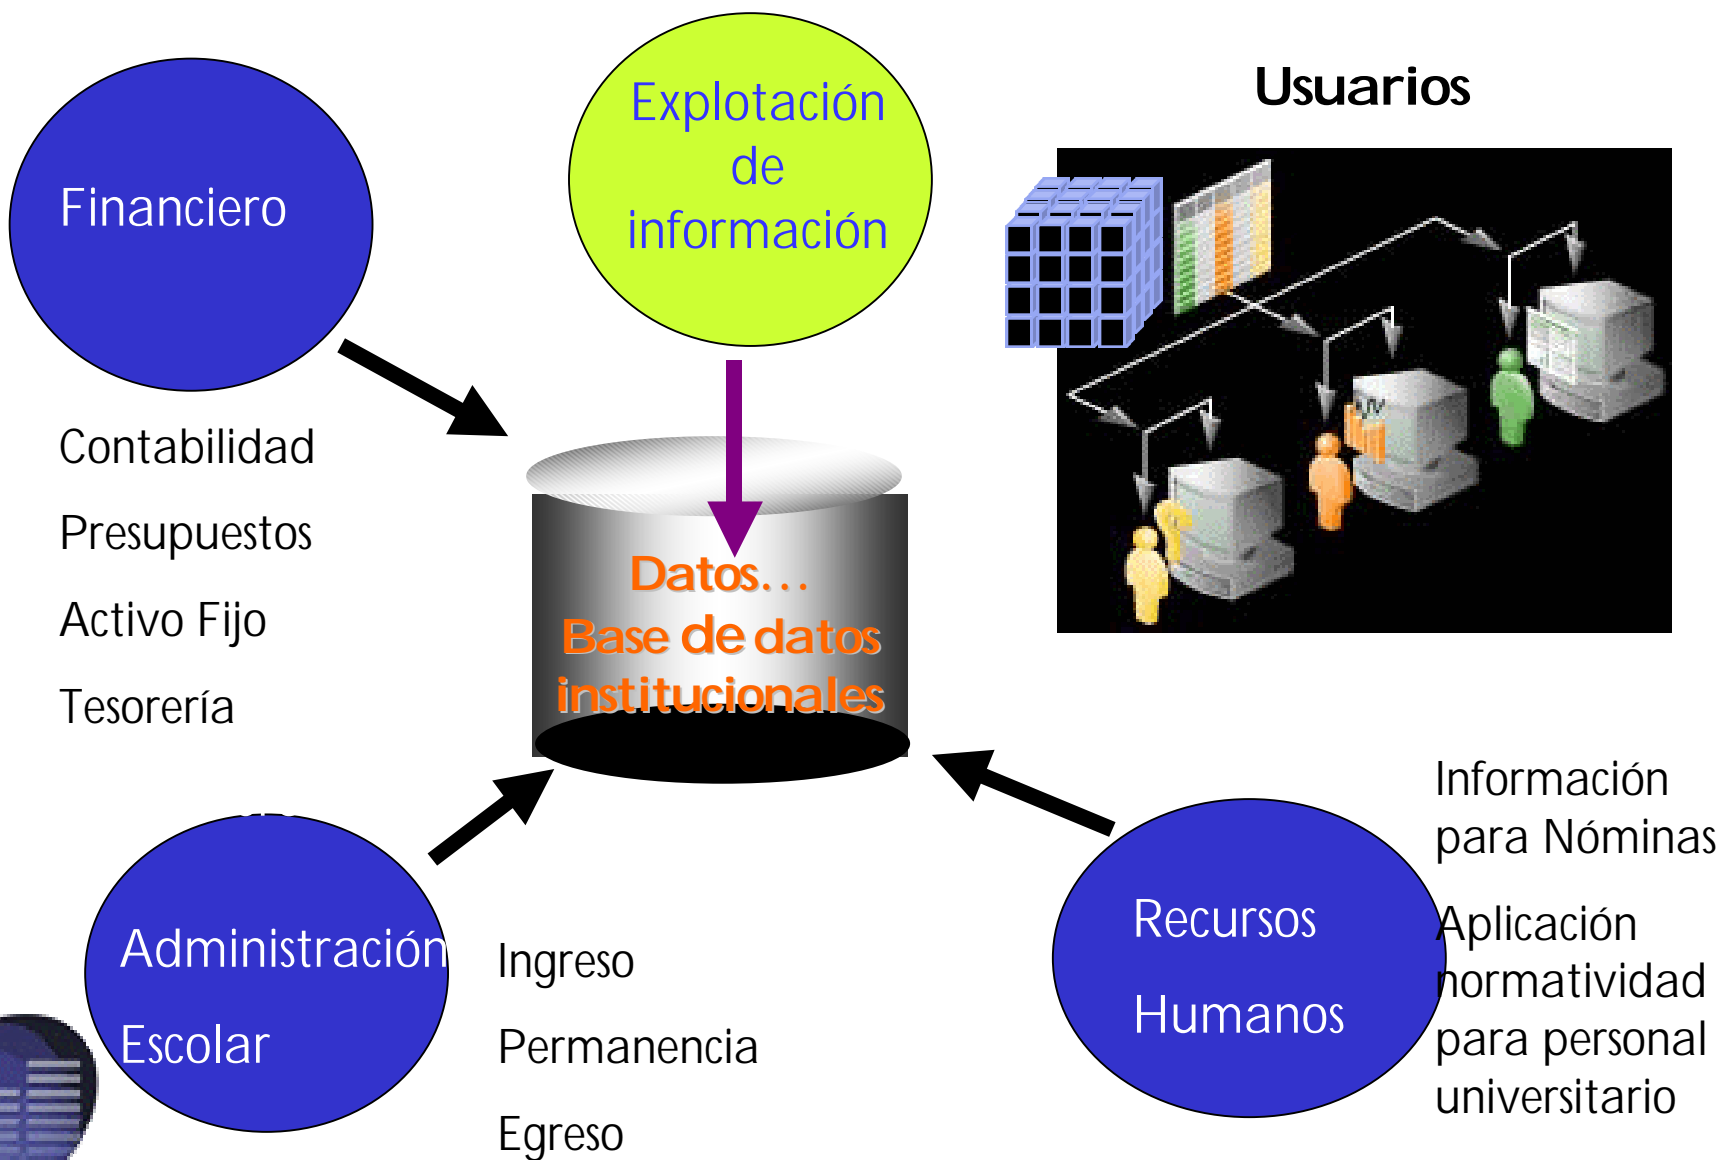 Financiero
Contabilidad
Presupuestos
Activo Fijo
Tesorería
Explotación
de
información
Usuarios
Datos...
Base de datos
institucionales
Administración
Escolar
Ingreso
Permanencia
Egreso
Recursos
Humanos
Información
para Nóminas
Aplicación
normatividad
para personal
universitario